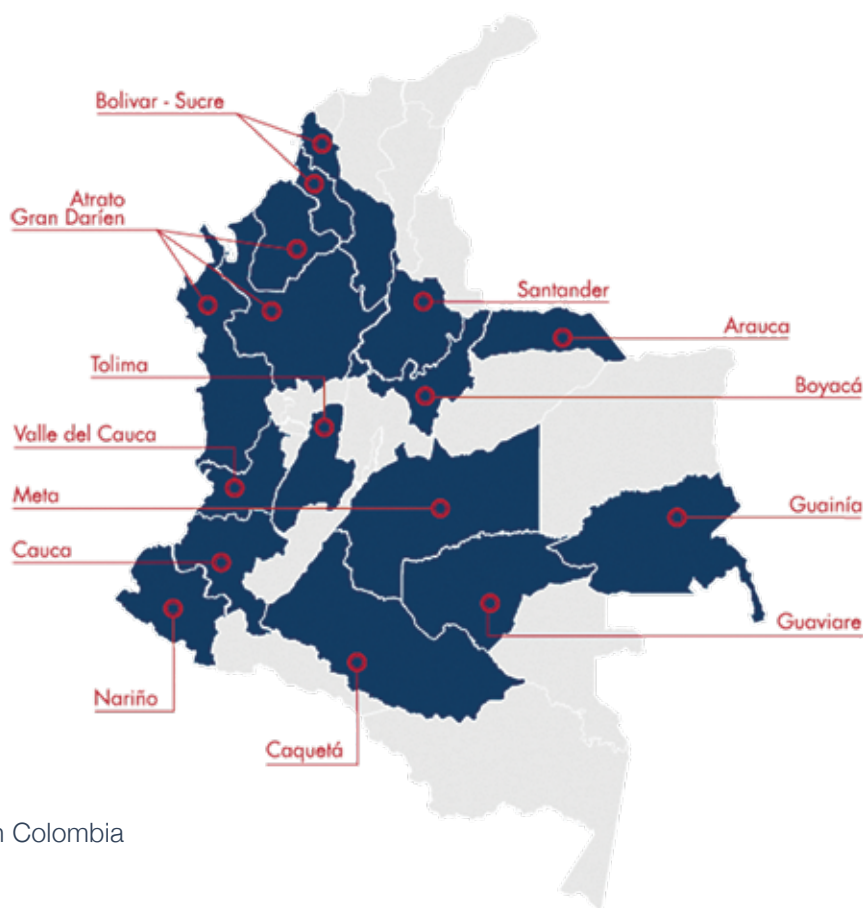 Bolivar - Sucre
Atrato
Gran Daríen
Santander
Arauca
Tolima
Boyacá
Valle del Cauca
Meta
Guainía
Cauca
Guaviare
Nariño
Caquetá
Colombia